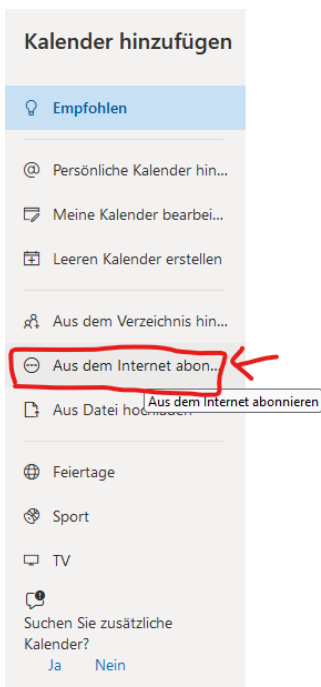 Kalender hinzufügen
Empfohlen
@ Persönliche Kalender hin...
Meine Kalender bearbei...
Leeren Kalender erstellen
Aus dem Verzeichnis hin...
Aus dem Internet abon...
Aus Datei hochladen
Aus dem Internet abonnieren
Feiertage
Sport
TV
Suchen Sie zusätzliche
Kalender?
Ja Nein